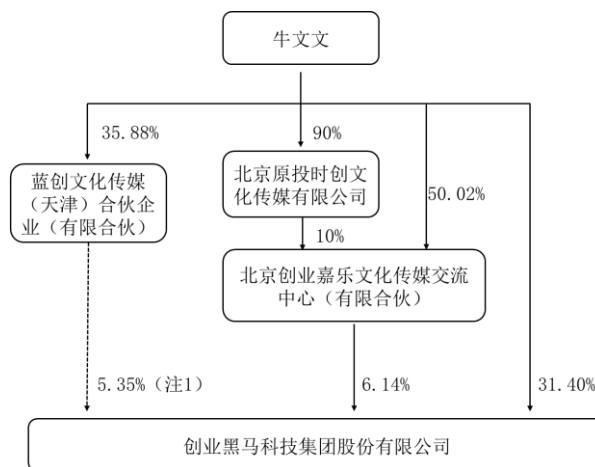 牛文文
35.88%
90%
蓝创文化传媒
（天津）合伙企
业（有限合伙）
北京原投时创文
化传媒有限公司
50.02%
10%
北京创业嘉乐文化传媒交流
中心（有限合伙）
5.35%（注1）
6.14%
31.40%
创业黑马科技集团股份有限公司